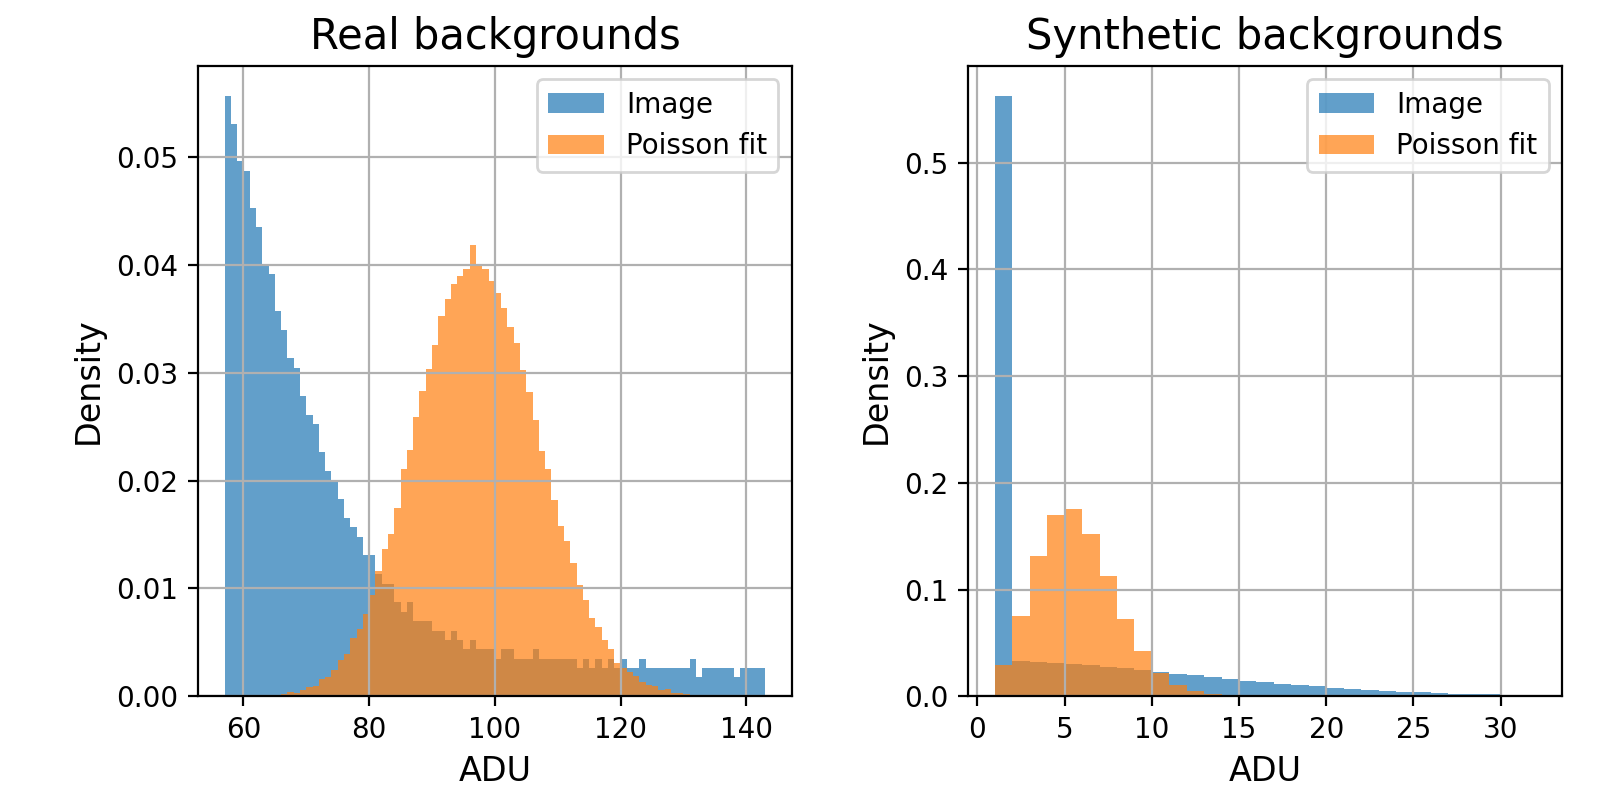 Real backgrounds
Image
Poisson fit
0.05
0.04
0.03
0.02
0.01
0.00
Density
60 80 100 120 140
ADU
Synthetic backgrounds
Image
Poisson fit
0.5
0.4
0.3
0.2
0.1
0.0
Density
0 5 10 15 20 25 30
ADU